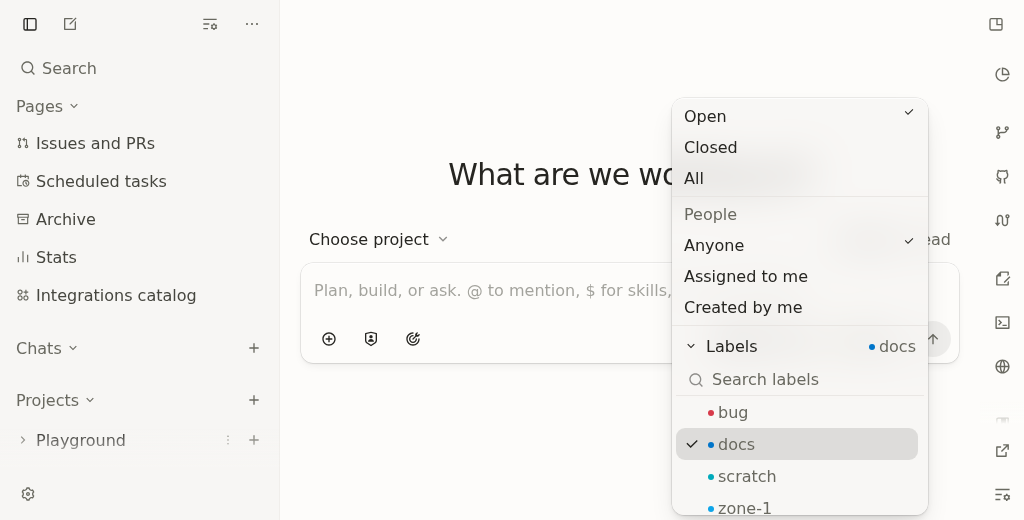 Search
Pages
Issues and PRs
Scheduled tasks
Archive
Stats
Integrations catalog
Chats
Projects
Playground
What are we wo
Choose project
ead
Plan, build, or ask. @ to mention, $ for skills,
Open
Closed
All
People
Anyone
Assigned to me
Created by me
Labels
docs
Search labels
bug
docs
scratch
zone-1